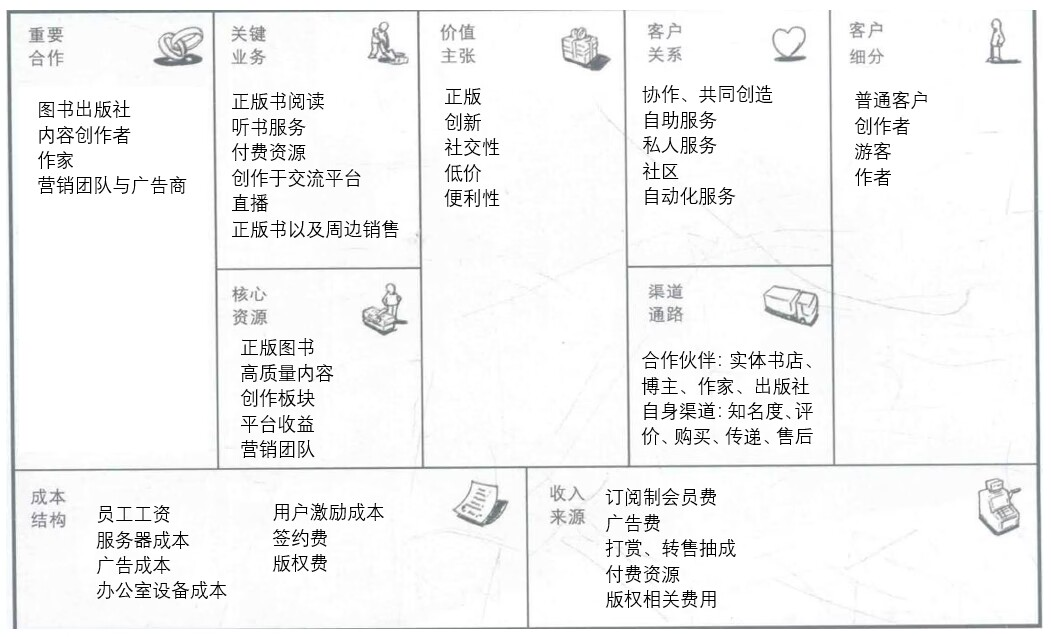 重要
合作
图书出版社
内容创作者
作家
营销团队与广告商
关键
业务
正版书阅读
听书服务
付费资源
创作于交流平台
直播
正版书以及周边销售
核心
资源
正版图书
高质量内容
创作板块
平台收益
营销团队
价值
主张
正版
创新
社交性
低价
便利性
客户
关系
协作、共同创造
自助服务
私人服务
社区
自动化服务
渠道
通路
合作伙伴：实体书店、
博主、作家、出版社
自身渠道：知名度、评
价、购买、传递、售后
客户
细分
普通客户
创作者
游客
作者
成本
结构
员工工资
服务器成本
广告成本
办公室设备成本
用户激励成本
签约费
版权费
收入
来源
订阅制会员费
广告费
打赏、转售抽成
付费资源
版权相关费用